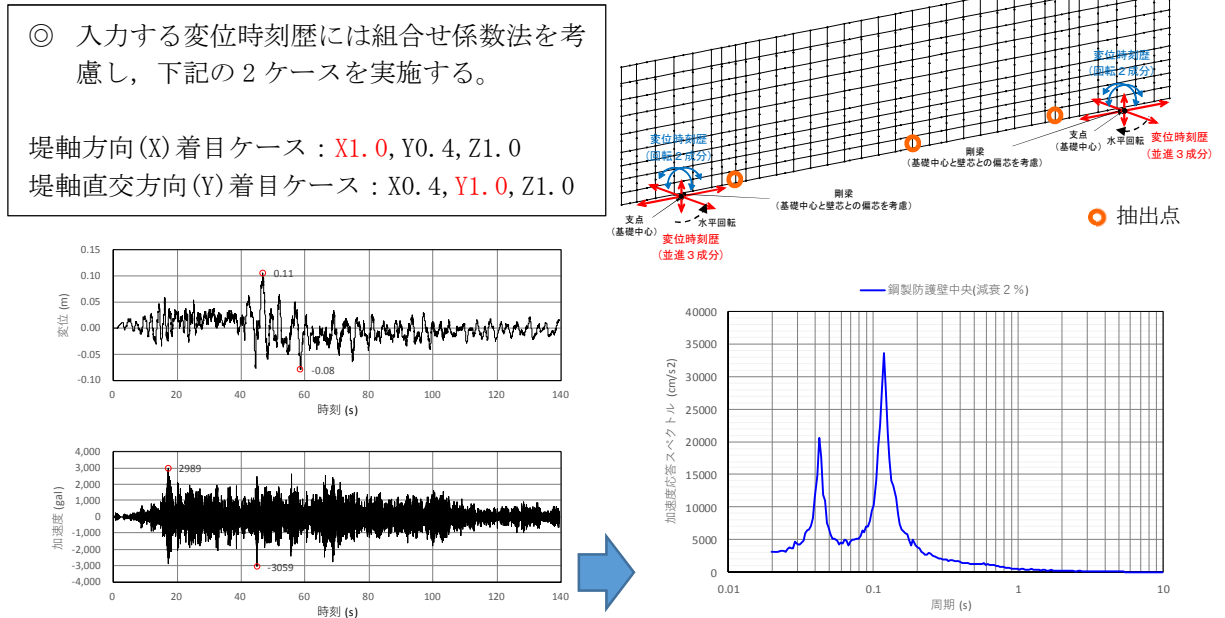 ◎ 入力する変位時刻歴には組合せ係数法を考
慮し，下記の2ケースを実施する。
堤軸方向(X)着目ケース：X1.0,Y0.4,Z1.0
堤軸直交方向(Y)着目ケース：X0.4,Y1.0,Z1.0
変位時刻歴
(回転2成分)
支点
(基礎中心)
水平回転
変位時刻歴
(並進3成分)
剛梁
(基礎中心と壁芯との偏芯を考慮)
変位時刻歴
(回転2成分)
剛梁
(基礎中心と壁芯との偏芯を考慮)
支点
(基礎中心)
水平回転
変位時刻歴
(並進3成分)
抽出点
変位 (m)
0.15
0.10
0.05
0.00
-0.05
-0.10
0.11
-0.08
0 20 40 60 80 100 120 140
時刻 (s)
加速度 (gal)
4,000
3,000
2,000
1,000
0
-1,000
-2,000
-3,000
-4,000
2989
-3059
0 20 40 60 80 100 120 140
時刻 (s)
鋼製防護壁中央(減衰2%)
加速度応答スペクトル (cm/s2)
40000
35000
30000
25000
20000
15000
10000
5000
0
0.01 0.1 1 10
周期 (s)